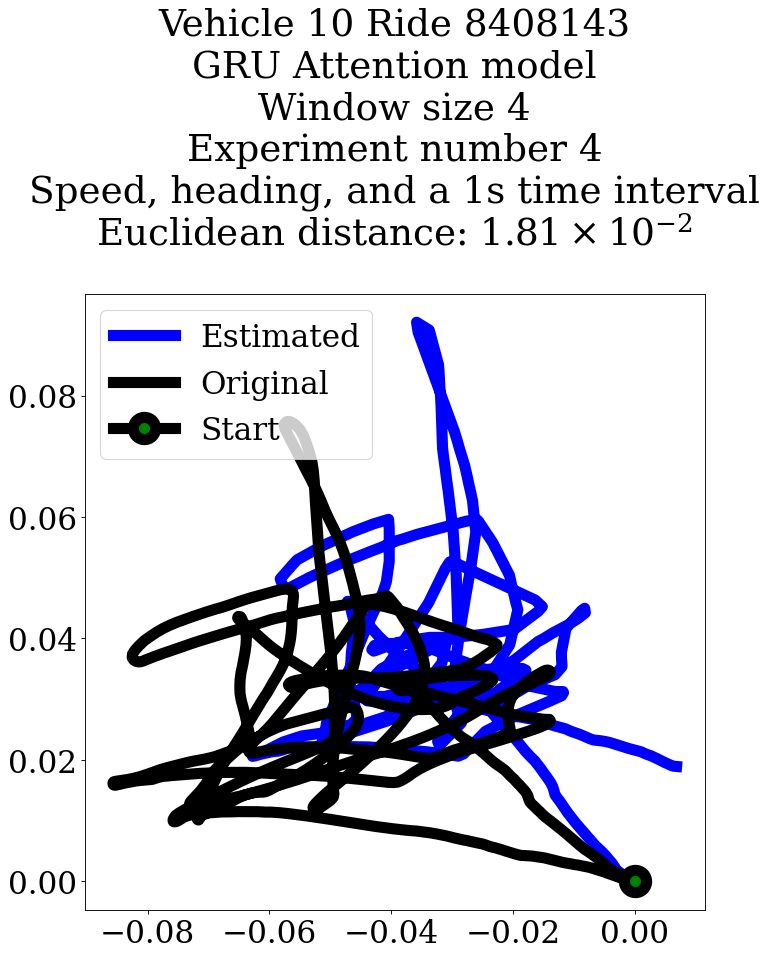 Vehicle 10 Ride 8408143
GRU Attention model
Window size 4
Experiment number 4
Speed, heading, and a 1s time interval
Euclidean distance: 1.81 × 10⁻²
Estimated
Original
Start
0.08
0.06
0.04
0.02
0.00
−0.08 −0.06 −0.04 −0.02 0.00